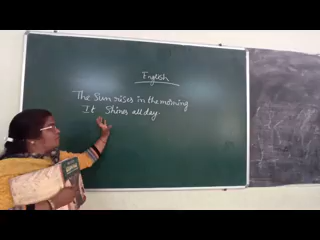 English
The Sun rises in the morning
It Shines all day.